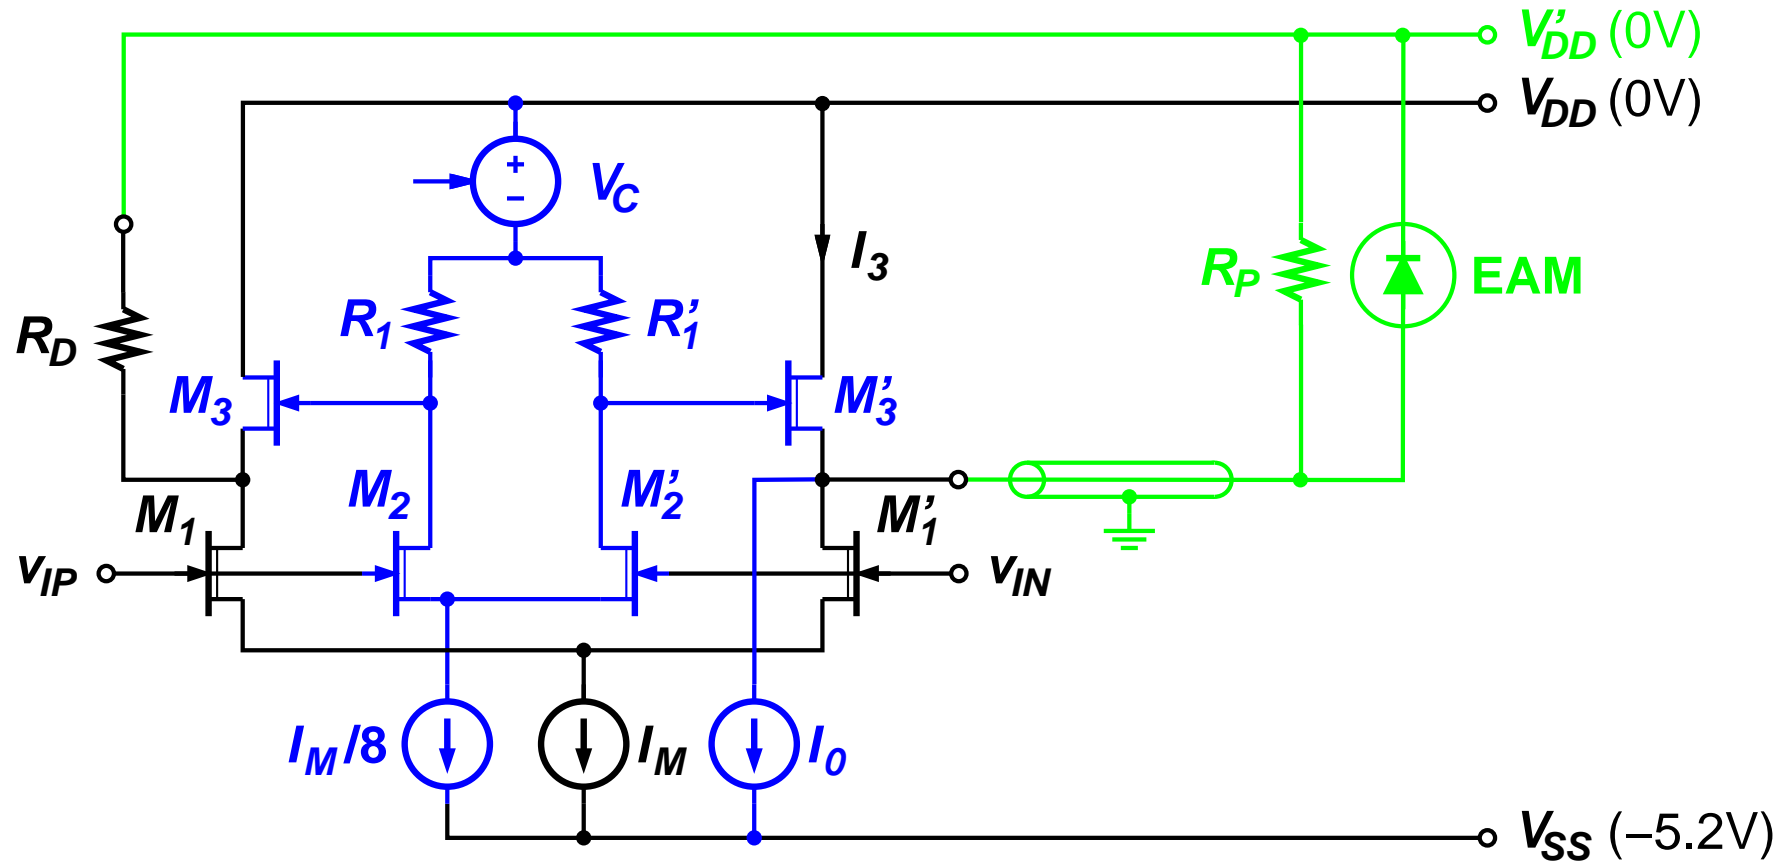 V'DD (0V)
VDD (0V)
+
−
VC
I3
RP
EAM
R1
R'1
RD
M3
M'3
M1
M2
M'2
M'1
vIP
vIN
IM/8
IM
I0
VSS (−5.2V)